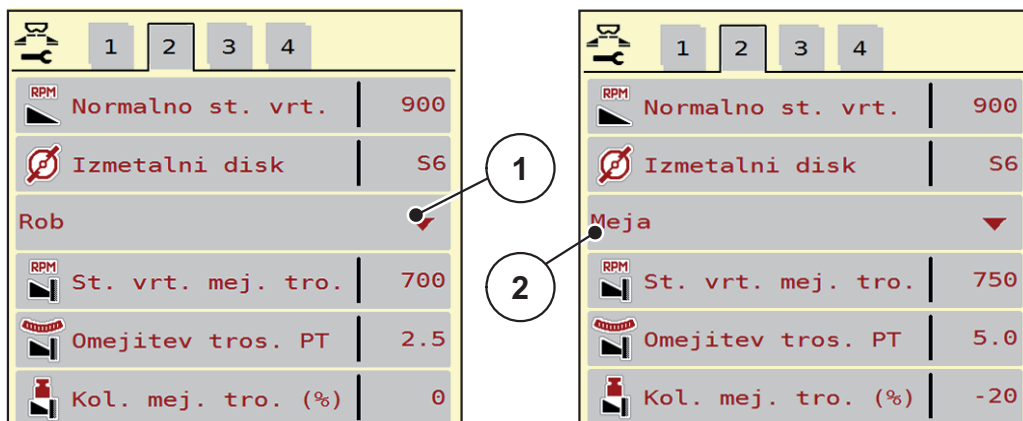 1 2 3 4
RPM Normalno st. vrt. 900
Izmetalni disk S6
Rob
RPM St. vrt. mej. tro. 700
Omejitev tros. PT 2.5
Kol. mej. tro. (%) 0
1
2
1 2 3 4
RPM Normalno st. vrt. 900
Izmetalni disk S6
Meja
RPM St. vrt. mej. tro. 750
Omejitev tros. PT 5.0
Kol. mej. tro. (%) -20